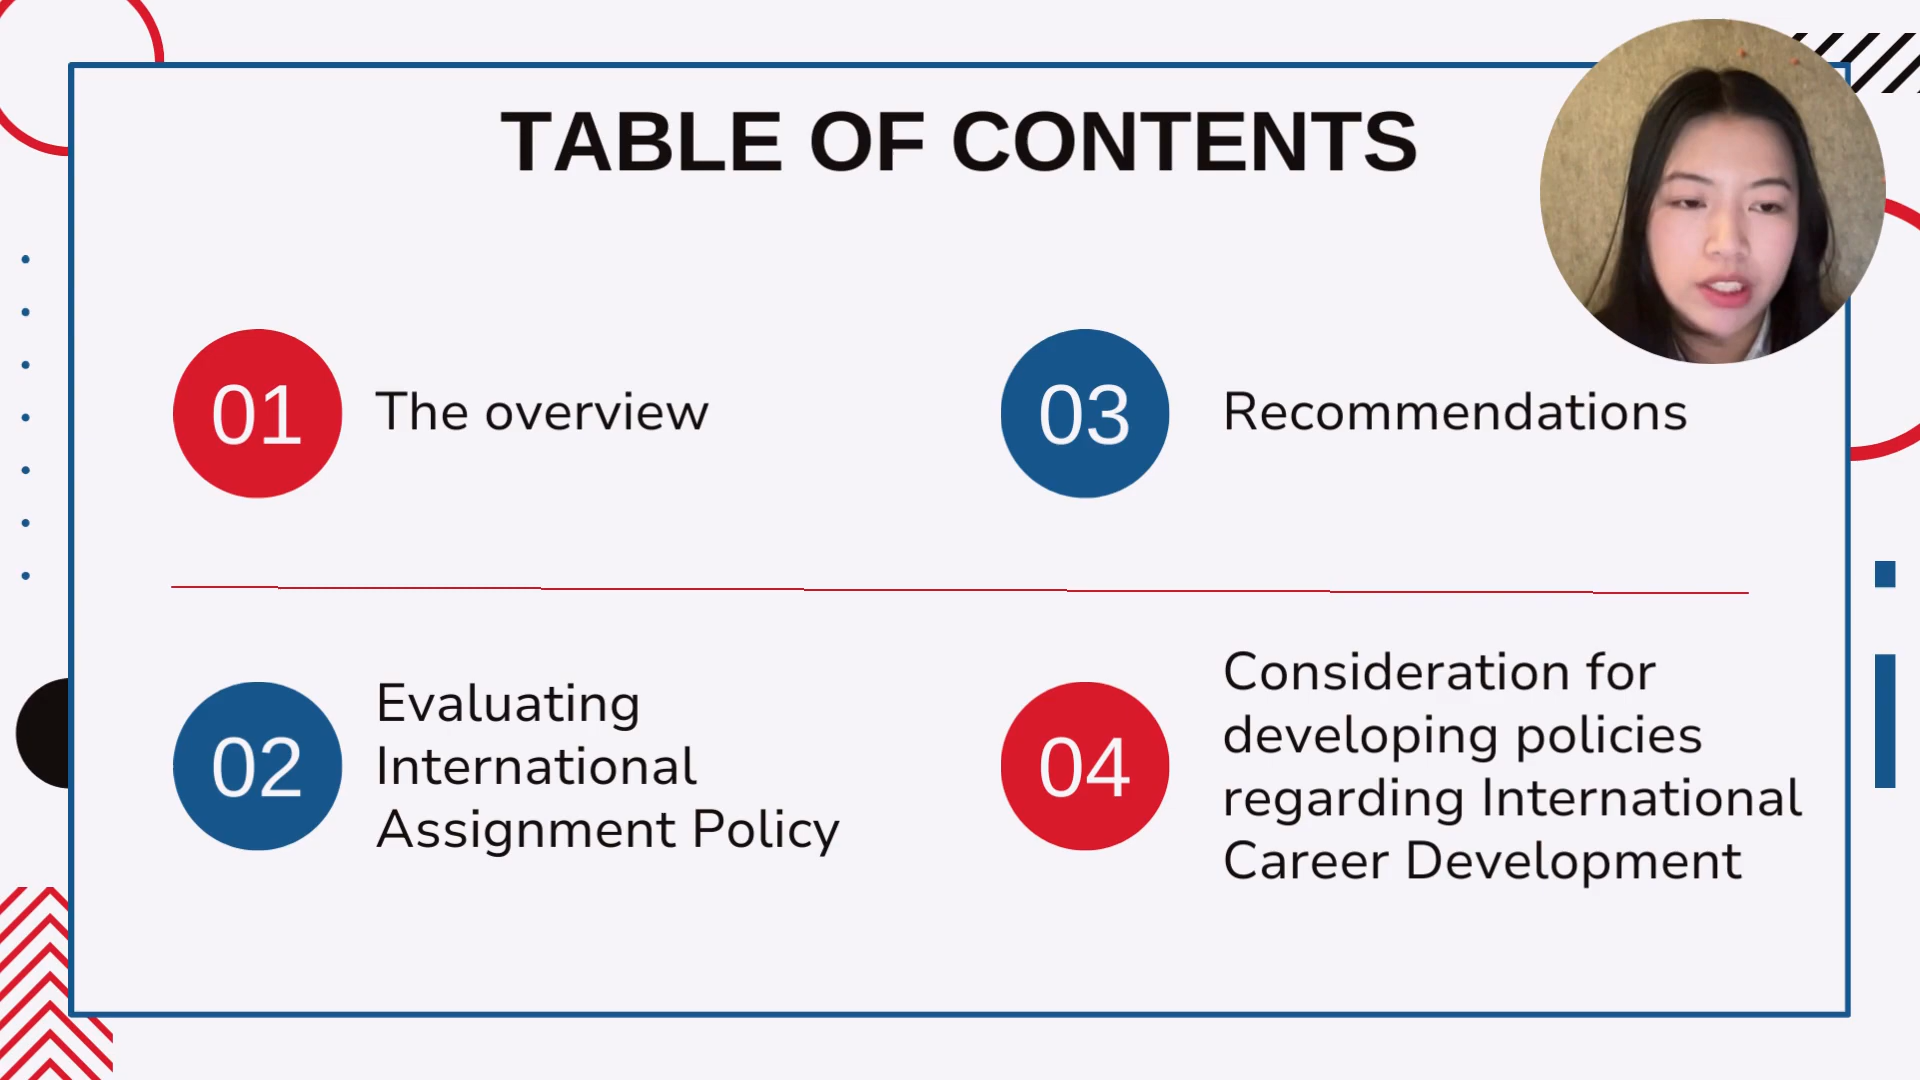 TABLE OF CONTENTS
01
The overview
03
Recommendations
02
Evaluating
International
Assignment Policy
04
Consideration for
developing policies
regarding International
Career Development